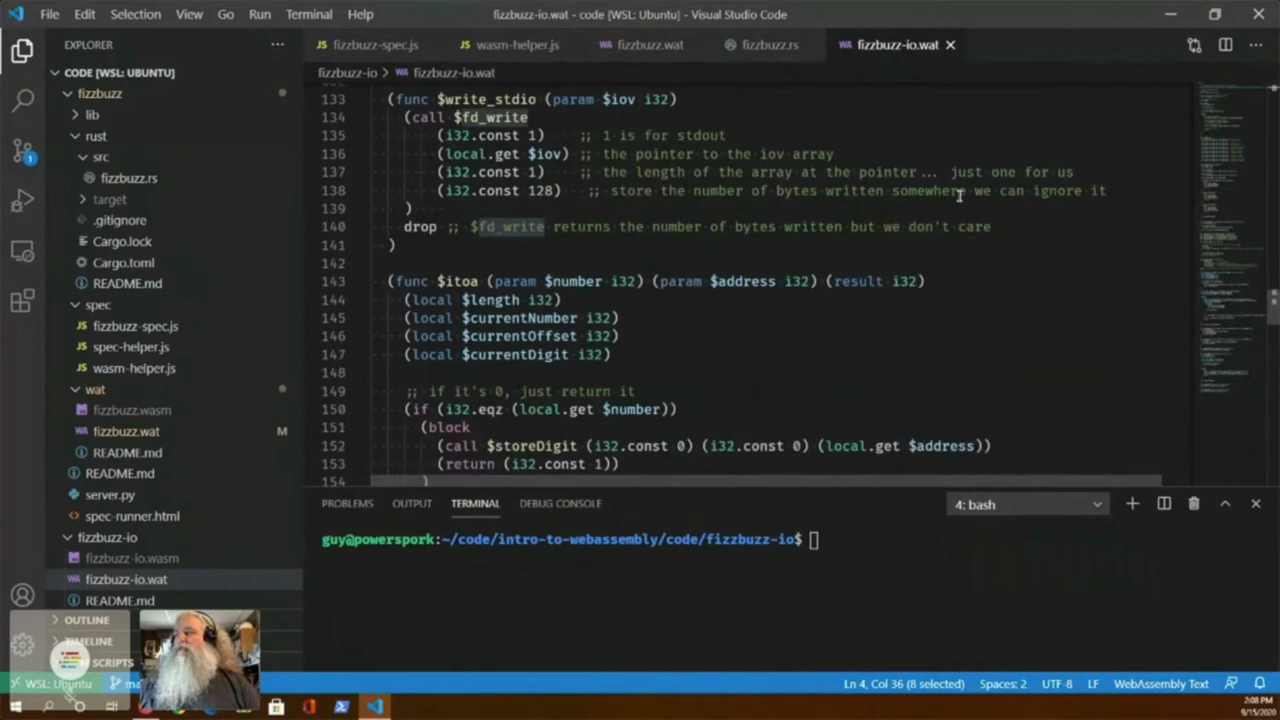 File Edit Selection View Go Run Terminal Help
fizzbuzz-io.wat - code [WSL: Ubuntu] - Visual Studio Code
EXPLORER
fizzbuzz-spec.js
wasm-helper.js
fizzbuzz.wat
fizzbuzz.rs
fizzbuzz-io.wat
CODE [WSL: UBUNTU]
fizzbuzz
lib
rust
src
fizzbuzz.rs
target
.gitignore
Cargo.lock
Cargo.toml
README.md
spec
fizzbuzz-spec.js
spec-helper.js
wasm-helper.js
wat
fizzbuzz.wasm
fizzbuzz.wat M
README.md
README.md
server.py
spec-runner.html
fizzbuzz-io
fizzbuzz-io.wasm
fizzbuzz-io.wat
README.md
OUTLINE
TIMELINE
SCRIPTS
fizzbuzz-io > fizzbuzz-io.wat
133 (func $write_stdio (param $iov i32)
134 (call $fd_write
135 (i32.const 1) ;; 1 is for stdout
136 (local.get $iov) ;; the pointer to the iov array
137 (i32.const 1) ;; the length of the array at the pointer... just one for us
138 (i32.const 128) ;; store the number of bytes written somewhere we can ignore it
139 )
140 drop ;; $fd_write returns the number of bytes written but we don't care
141 )
142
143 (func $itoa (param $number i32) (param $address i32) (result i32)
144 (local $length i32)
145 (local $currentNumber i32)
146 (local $currentOffset i32)
147 (local $currentDigit i32)
148
149 ;; if it's 0, just return it
150 (if (i32.eqz (local.get $number))
151 (block
152 (call $storeDigit (i32.const 0) (i32.const 0) (local.get $address))
153 (return (i32.const 1))
154 )
PROBLEMS OUTPUT TERMINAL DEBUG CONSOLE
4: bash
guy@powerspork:~/code/intro-to-webassembly/code/fizzbuzz-io$
1
WSL: Ubuntu
Ln 4, Col 36 (8 selected) Spaces: 2 UTF-8 LF WebAssembly Text
2:08 PM
9/15/2020